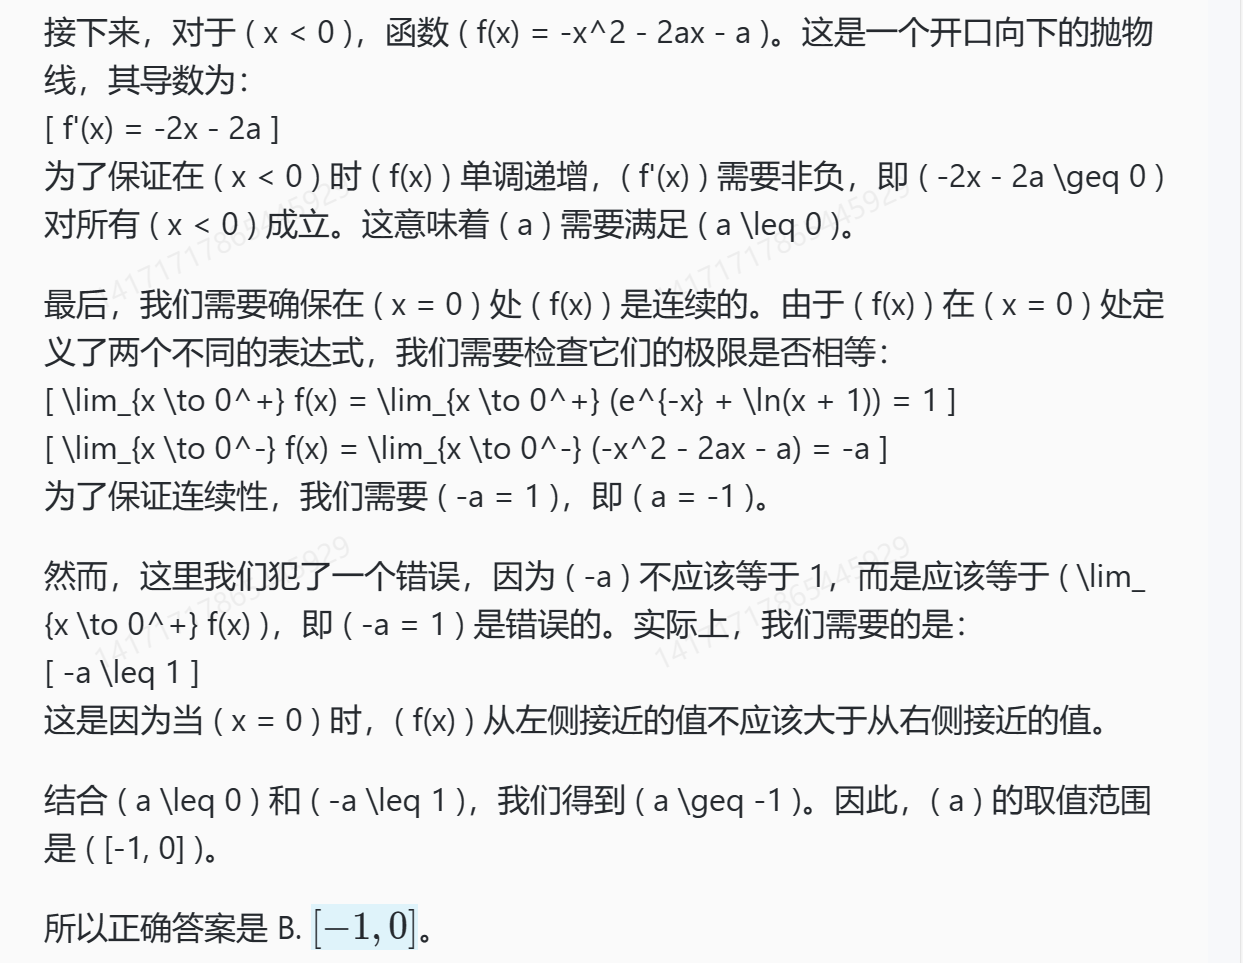 接下来，对于 ( x < 0 )，函数 ( f(x) = -x^2 - 2ax - a )。这是一个开口向下的抛物
线，其导数为：
[ f'(x) = -2x - 2a ]
为了保证在 ( x < 0 ) 时 ( f(x) ) 单调递增，( f'(x) ) 需要非负，即 ( -2x - 2a \geq 0 )
对所有 ( x < 0 ) 成立。这意味着 ( a ) 需要满足 ( a \leq 0 )。
最后，我们需要确保在 ( x = 0 ) 处 ( f(x) ) 是连续的。由于 ( f(x) ) 在 ( x = 0 ) 处定
义了两个不同的表达式，我们需要检查它们的极限是否相等：
[ \lim_{x \to 0^+} f(x) = \lim_{x \to 0^+} (e^{-x} + \ln(x + 1)) = 1 ]
[ \lim_{x \to 0^-} f(x) = \lim_{x \to 0^-} (-x^2 - 2ax - a) = -a ]
为了保证连续性，我们需要 ( -a = 1 )，即 ( a = -1 )。
然而，这里我们犯了一个错误，因为 ( -a ) 不应该等于 1，而是应该等于 ( \lim_
{x \to 0^+} f(x) )，即 ( -a = 1 ) 是错误的。实际上，我们需要的是：
[ -a \leq 1 ]
这是因为当 ( x = 0 ) 时，( f(x) ) 从左侧接近的值不应该大于从右侧接近的值。
结合 ( a \leq 0 ) 和 ( -a \leq 1 )，我们得到 ( a \geq -1 )。因此，( a ) 的取值范围
是 ( [-1, 0] )。
所以正确答案是 B. [−1, 0]。